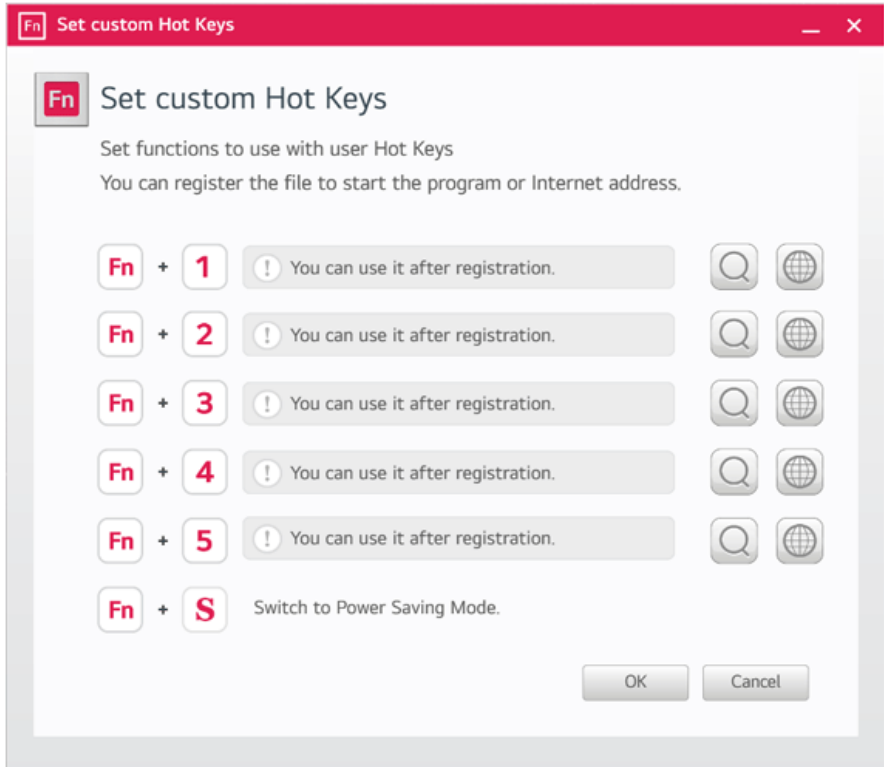 Fn Set custom Hot Keys
Fn Set custom Hot Keys
Set functions to use with user Hot Keys
You can register the file to start the program or Internet address.
Fn + 1 ! You can use it after registration.
Fn + 2 ! You can use it after registration.
Fn + 3 ! You can use it after registration.
Fn + 4 ! You can use it after registration.
Fn + 5 ! You can use it after registration.
Fn + S Switch to Power Saving Mode.
OK Cancel